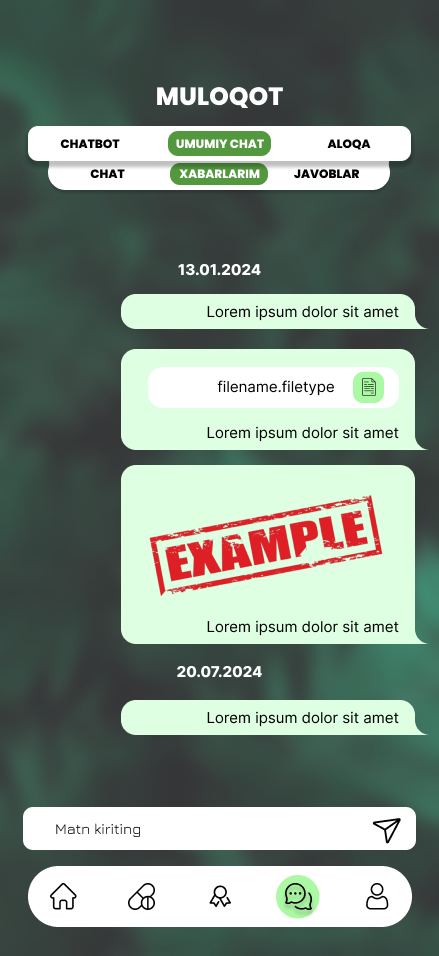 MULOQOT
CHATBOT UMUMIY CHAT ALOQA
CHAT XABARLARIM JAVOBLAR
13.01.2024
Lorem ipsum dolor sit amet
filename.filetype
Lorem ipsum dolor sit amet
EXAMPLE
Lorem ipsum dolor sit amet
20.07.2024
Lorem ipsum dolor sit amet
Matn kiriting